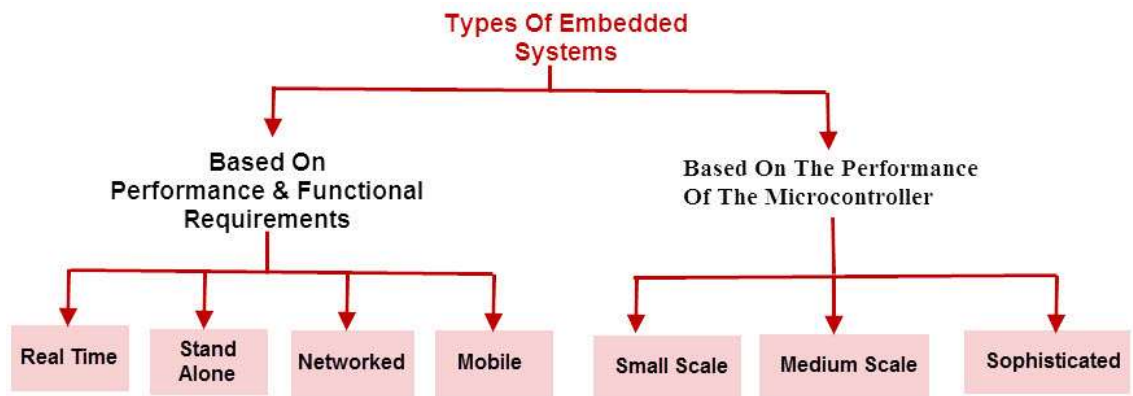 Types Of Embedded
Systems
Based On
Performance & Functional
Requirements
Based On The Performance
Of The Microcontroller
Real Time
Stand
Alone
Networked
Mobile
Small Scale
Medium Scale
Sophisticated